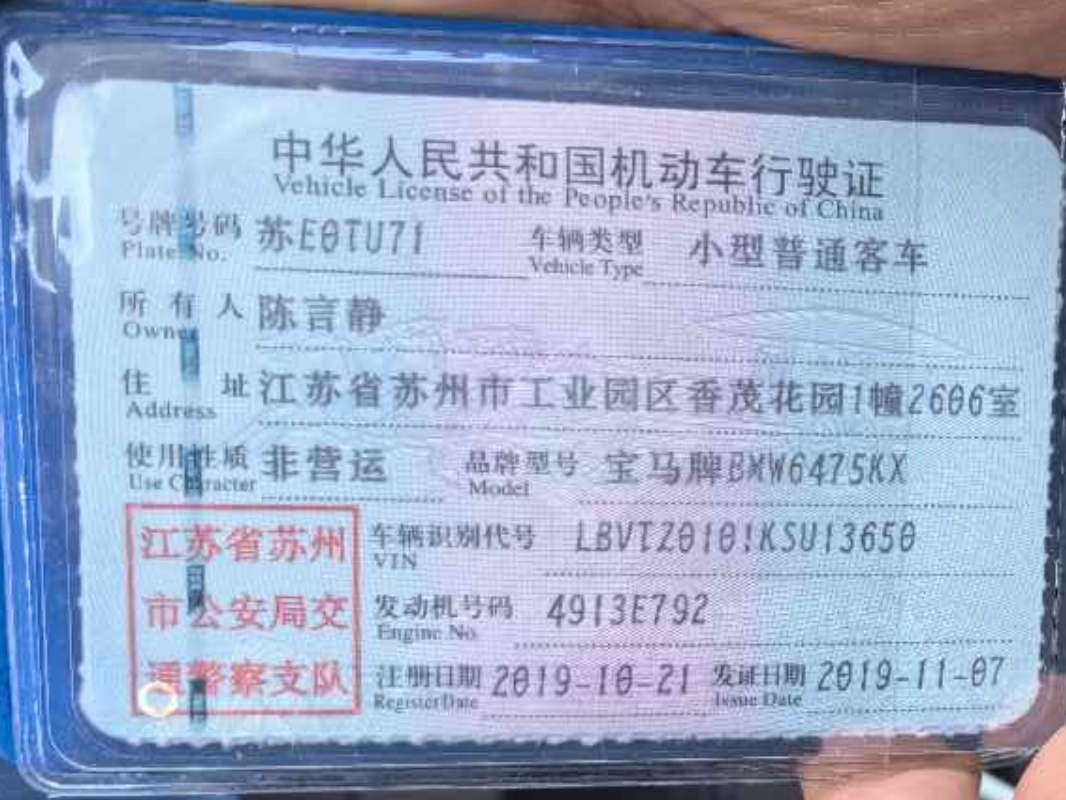 中华人民共和国机动车行驶证
Vehicle License of the People's Republic of China
号牌号码 苏E0TU71 车辆类型 小型普通客车
Plate No. Vehicle Type
所有人 陈言静
Owner
住址 江苏省苏州市工业园区香茂花园1幢2606室
Address
使用性质 非营运 品牌型号 宝马牌BMW6475KX
Use Character Model
江苏省苏州 车辆识别代号
VIN
市公安局交 发动机号码 4913E792
Engine No.
通警察支队 注册日期 2019-10-21 发证日期 2019-11-07
Register Date Issue Date